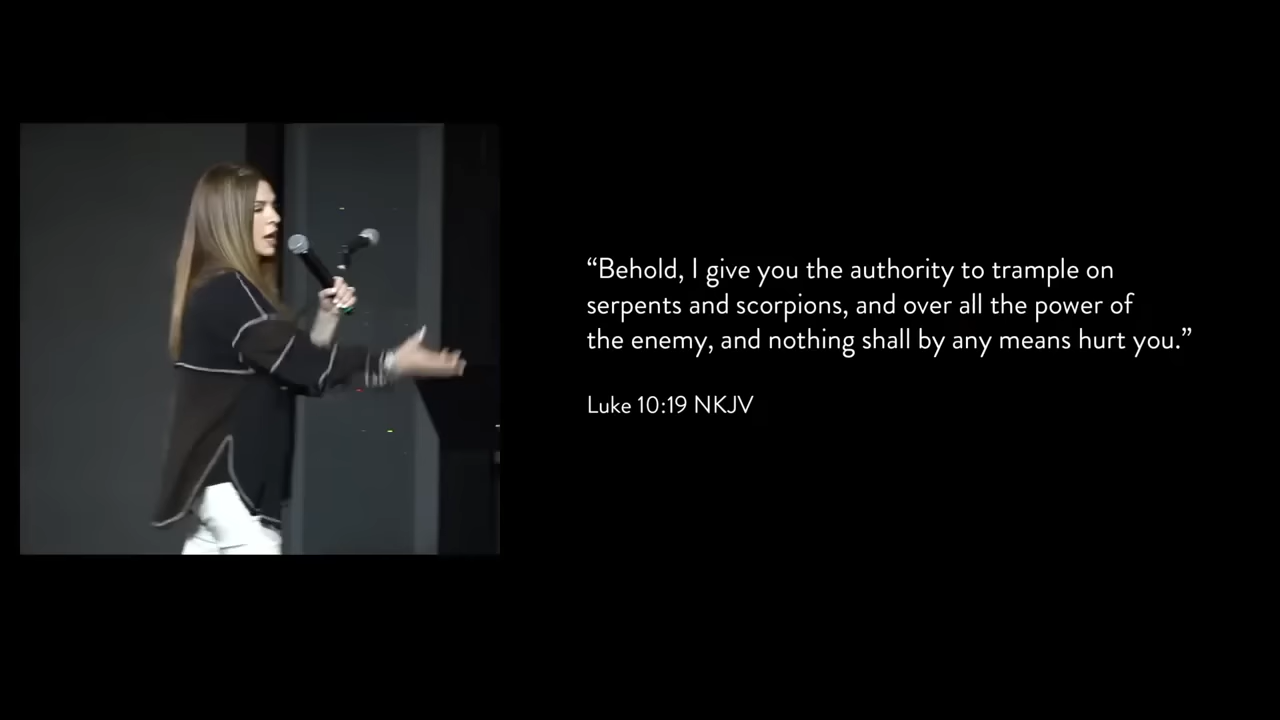 “Behold, I give you the authority to trample on
serpents and scorpions, and over all the power of
the enemy, and nothing shall by any means hurt you.”
Luke 10:19 NKJV